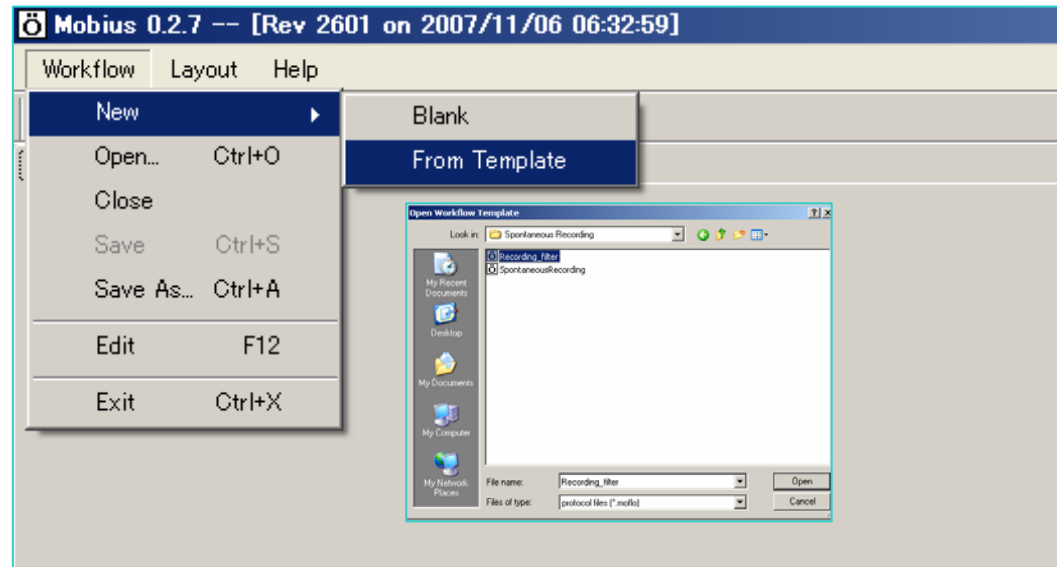 Ö Mobius 0.2.7 -- [Rev 2601 on 2007/11/06 06:32:59]
Workflow Layout Help
New
Open... Ctrl+O
Close
Save Ctrl+S
Save As... Ctrl+A
Edit F12
Exit Ctrl+X
Blank
From Template
Open Workflow Template
Look in: Spontaneous Recording
Recording_filter
SpontaneousRecording
My Recent
Documents
Desktop
My Documents
My Computer
My Network
Places
File name: Recording_filter Open
Files of type: protocol files (*.moflo) Cancel